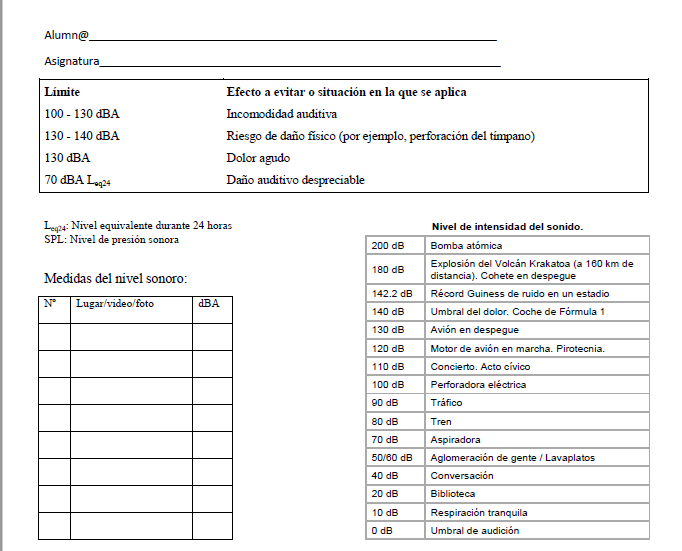 Alumn@
Asignatura
Límite Efecto a evitar o situación en la que se aplica
100 - 130 dBA Incomodidad auditiva
130 - 140 dBA Riesgo de daño físico (por ejemplo, perforación del tímpano)
130 dBA Dolor agudo
70 dBA Leq24 Daño auditivo despreciable
Leq24: Nivel equivalente durante 24 horas
SPL: Nivel de presión sonora
Medidas del nivel sonoro:
Nº Lugar/video/foto dBA
Nivel de intensidad del sonido.
200 dB Bomba atómica
180 dB Explosión del Volcán Krakatoa (a 160 km de
distancia). Cohete en despegue
142.2 dB Récord Guiness de ruido en un estadio
140 dB Umbral del dolor. Coche de Fórmula 1
130 dB Avión en despegue
120 dB Motor de avión en marcha. Pirotecnia.
110 dB Concierto. Acto cívico
100 dB Perforadora eléctrica
90 dB Tráfico
80 dB Tren
70 dB Aspiradora
50/60 dB Aglomeración de gente / Lavaplatos
40 dB Conversación
20 dB Biblioteca
10 dB Respiración tranquila
0 dB Umbral de audición